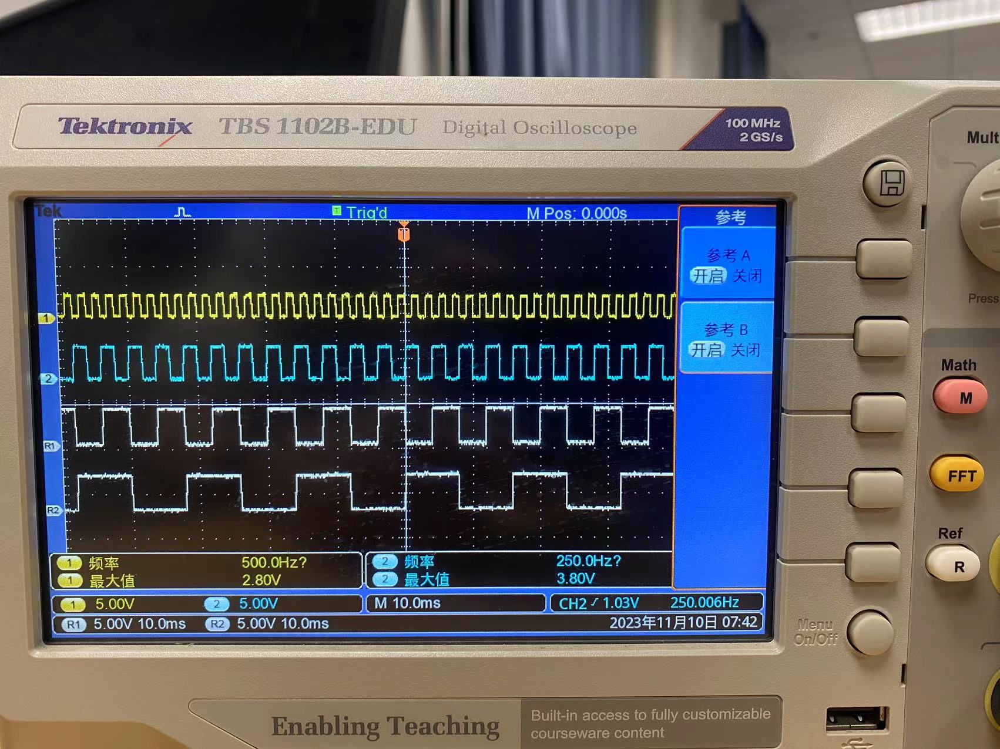 Tektronix TBS 1102B-EDU Digital Oscilloscope 100 MHz
2 GS/s
Mult
Tek T Trig'd M Pos: 0.000s 参考
T
参考 A
开启 关闭
Press
1
参考 B
开启 关闭
Math
2
M
R1
FFT
R2
Ref
R
1 频率 500.0Hz? 2 频率 250.0Hz?
1 最大值 2.80V 2 最大值 3.80V
1 5.00V 2 5.00V M 10.0ms CH2 / 1.03V 250.006Hz
R1 5.00V 10.0ms R2 5.00V 10.0ms 2023年11月10日 07:42
Menu
On/Off
Enabling Teaching
Built-in access to fully customizable
courseware content